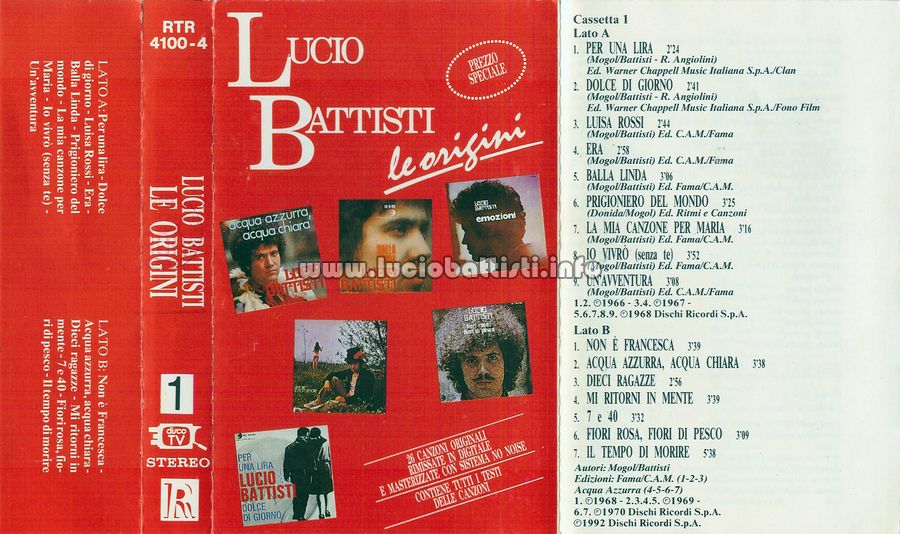 LATO A: Per una lira - Dolce
di giorno - Luisa Rossi - Era -
Balla Linda - Prigioniero del
mondo - La mia canzone per
Maria - Io vivrò (senza te) -
Un'avventura
LATO B: Non è Francesca -
Acqua azzurra, acqua chiara -
Dieci ragazze - Mi ritorni in
mente - 7 e 40 - Fiori rosa, fio-
ri di pesco - Il tempo di morire
RTR
4100-4
LUCIO BATTISTI
LE ORIGINI
1
disco
TV
STEREO
R
LUCIO
BATTISTI
le origini
PREZZO
SPECIALE
acqua azzurra,
acqua chiara
LUCIO
BATTISTI
BATTISTI
LUCIO
BATTISTI
emozioni
LUCIO
BATTISTI
PER
UNA LIRA
LUCIO
BATTISTI
DOLCE
DI GIORNO
www.luciobattisti.info
26 CANZONI ORIGINALI
RIMISSATE IN DIGITALE
E MASTERIZZATE CON SISTEMA NO NOISE
CONTIENE TUTTI I TESTI
DELLE CANZONI
Cassetta 1
Lato A
1. PER UNA LIRA 2'24
(Mogol/Battisti - R. Angiolini)
Ed. Warner Chappell Music Italiana S.p.A./Clan
2. DOLCE DI GIORNO 2'41
(Mogol/Battisti - R. Angiolini)
Ed. Warner Chappell Music Italiana S.p.A./Fono Film
3. LUISA ROSSI 2'44
(Mogol/Battisti) Ed. C.A.M./Fama
4. ERA 2'58
(Mogol/Battisti) Ed. C.A.M./Fama
5. BALLA LINDA 3'06
(Mogol/Battisti) Ed. Fama/C.A.M.
6. PRIGIONIERO DEL MONDO 3'25
(Donida/Mogol) Ed. Ritmi e Canzoni
7. LA MIA CANZONE PER MARIA 3'16
(Mogol/Battisti) Ed. Fama/C.A.M.
8. IO VIVRÒ (senza te) 3'52
(Mogol/Battisti) Ed. Fama/C.A.M.
9. UN'AVVENTURA 3'08
(Mogol/Battisti) Ed. C.A.M./Fama
1.2. ℗1966 - 3.4. ℗1967 -
5.6.7.8.9. ℗1968 Dischi Ricordi S.p.A.
Lato B
1. NON È FRANCESCA 3'39
2. ACQUA AZZURRA, ACQUA CHIARA 3'38
3. DIECI RAGAZZE 2'56
4. MI RITORNI IN MENTE 3'39
5. 7 e 40 3'32
6. FIORI ROSA, FIORI DI PESCO 3'09
7. IL TEMPO DI MORIRE 5'38
Autori: Mogol/Battisti
Edizioni: Fama/C.A.M. (1-2-3)
Acqua Azzurra (4-5-6-7)
1. ℗1968 - 2.3.4.5. ℗1969 -
6.7. ℗1970 Dischi Ricordi S.p.A.
©1992 Dischi Ricordi S.p.A.